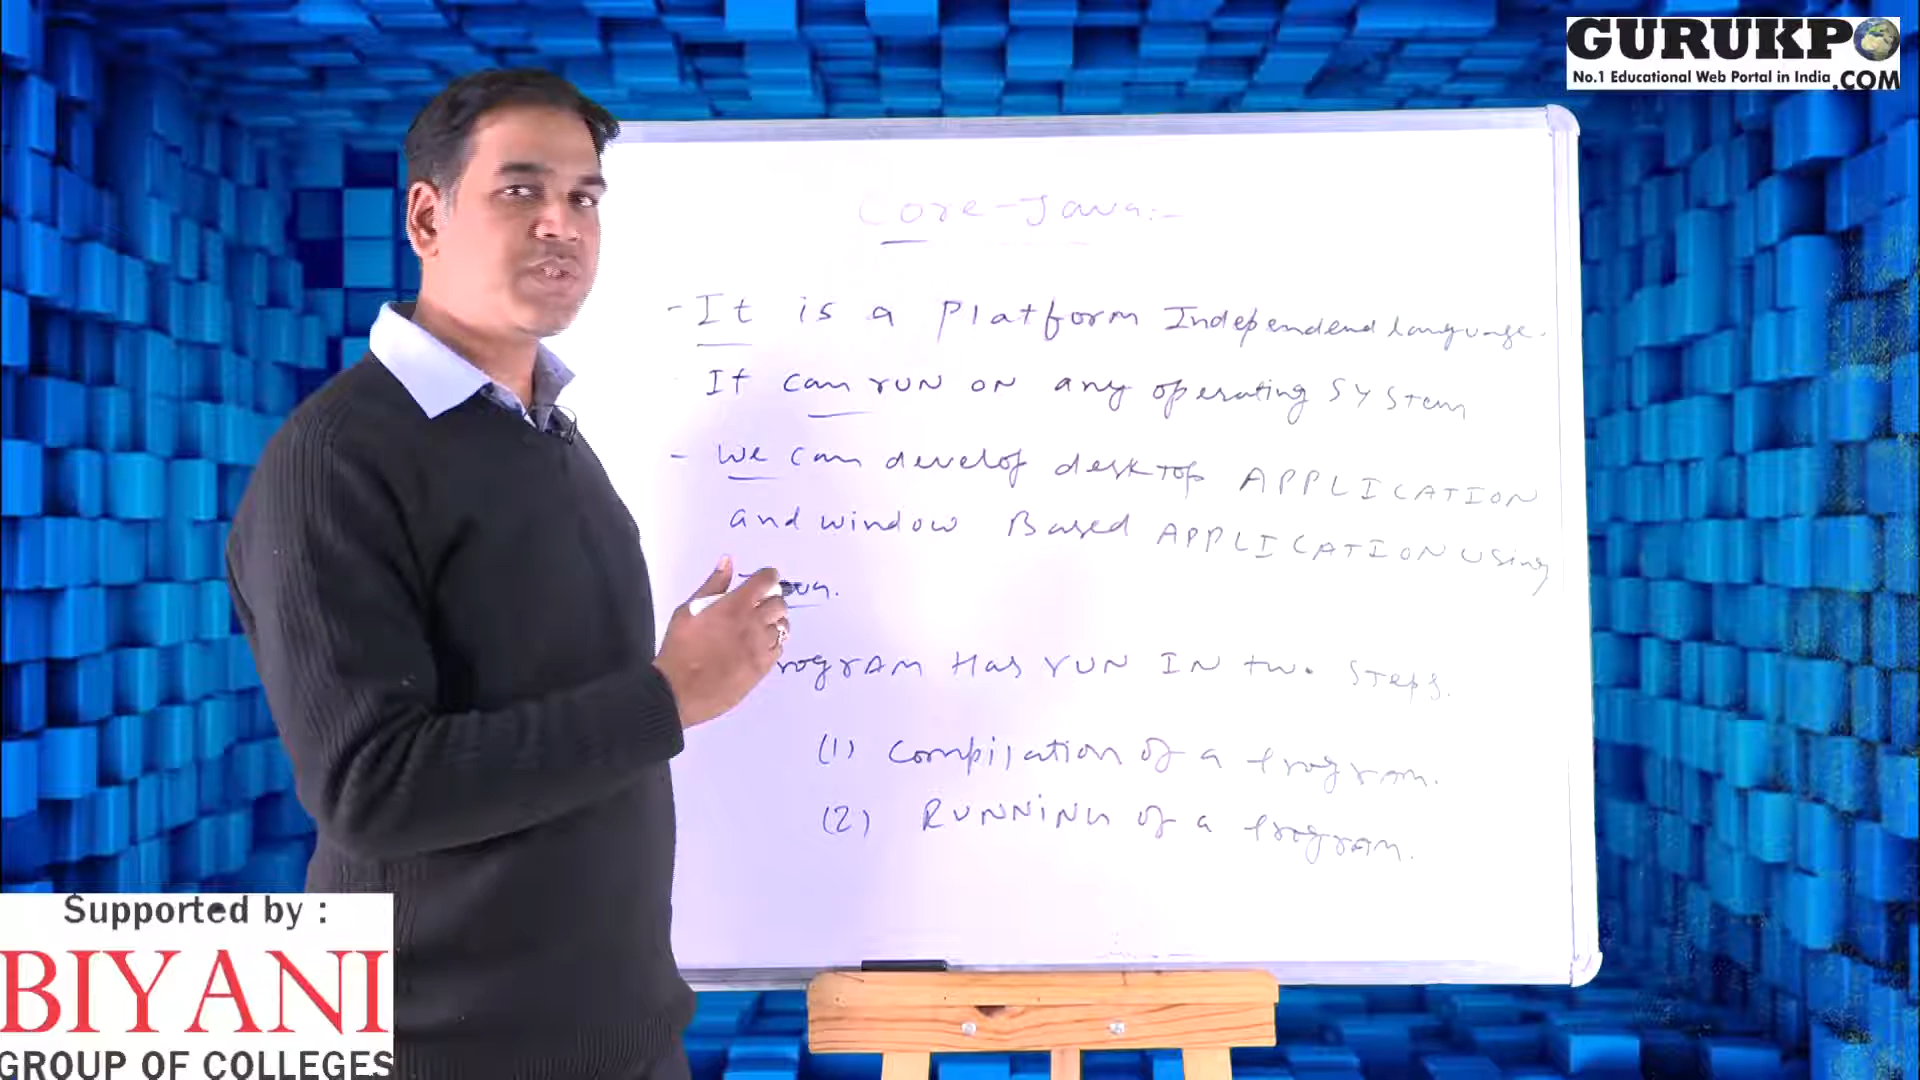 GURUKPO
No.1 Educational Web Portal in India .COM
Core-Java:-
- It is a Platform Independend language.
It can run on any operating System
- We can develop desktop APPLICATION
and window Based APPLICATION using
rogram Has run In two Steps.
(1) Compilation of a Program.
(2) Running of a Program.
Supported by :
BIYANI
GROUP OF COLLEGES